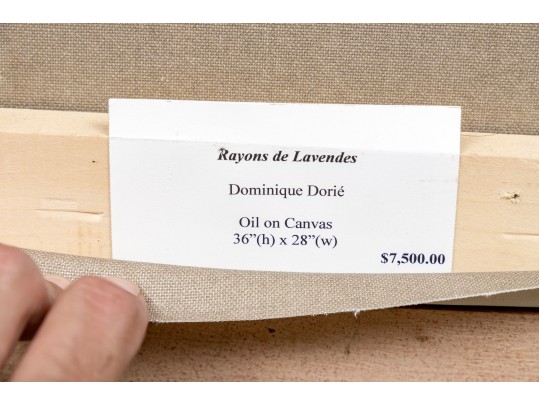 Rayons de Lavendes
Dominique Dorié
Oil on Canvas
36”(h) x 28”(w)
$7,500.00